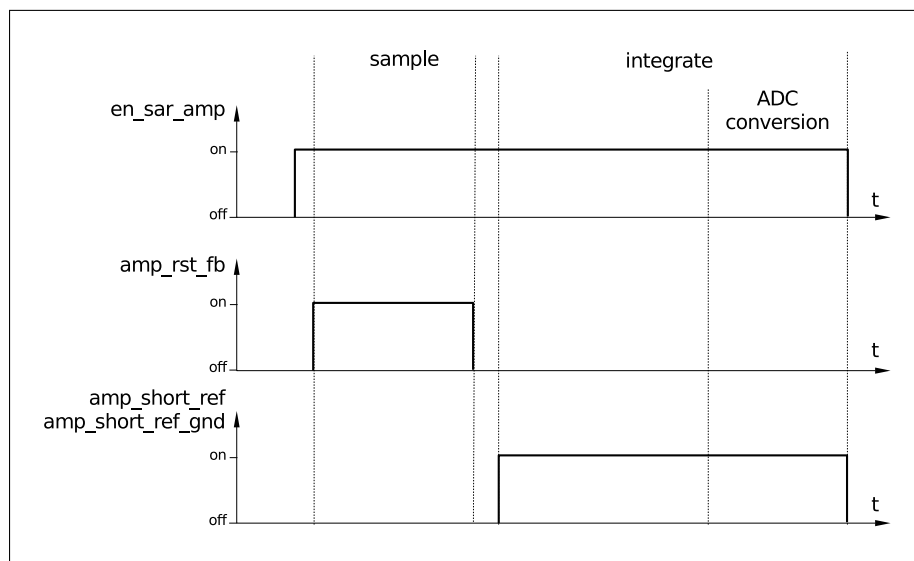 sample
integrate
en_sar_amp
ADC
conversion
on
off
t
amp_rst_fb
on
off
t
amp_short_ref
amp_short_ref_gnd
on
off
t